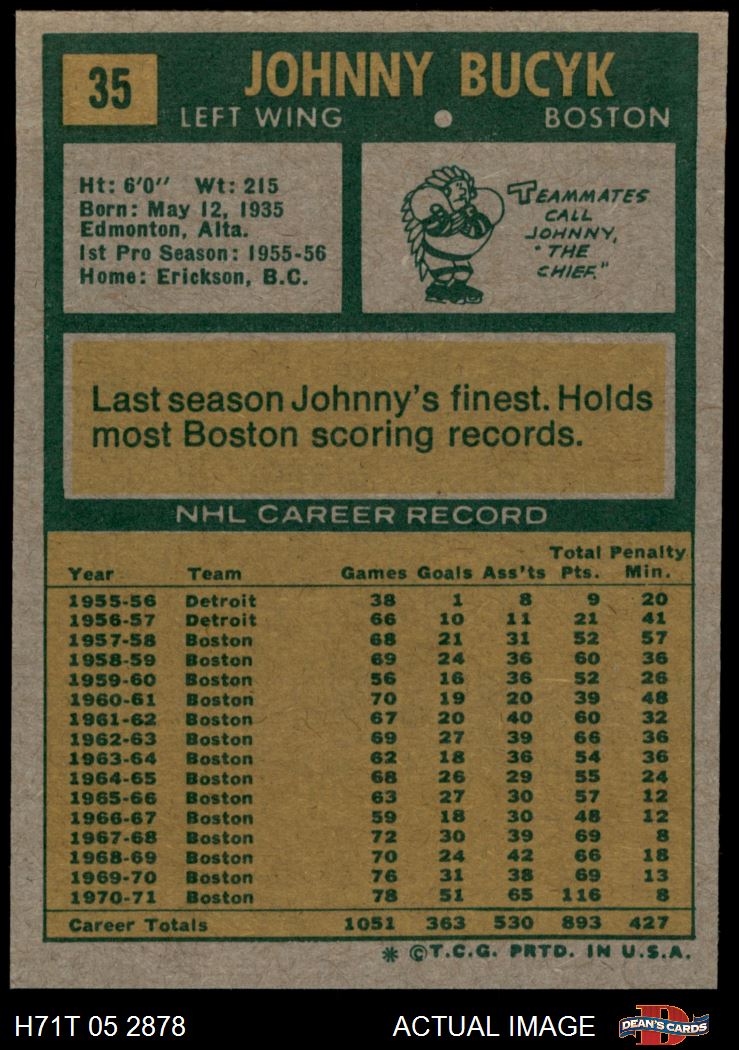 35
JOHNNY BUCYK
LEFT WING • BOSTON
Ht: 6'0" Wt: 215
Born: May 12, 1935
Edmonton, Alta.
1st Pro Season: 1955-56
Home: Erickson, B.C.
TEAMMATES
CALL
JOHNNY,
"THE
CHIEF."
Last season Johnny's finest. Holds
most Boston scoring records.
NHL CAREER RECORD
Total Penalty
Year Team Games Goals Ass'ts Pts. Min.
1955-56 Detroit 38 1 8 9 20
1956-57 Detroit 66 10 11 21 41
1957-58 Boston 68 21 31 52 57
1958-59 Boston 69 24 36 60 36
1959-60 Boston 56 16 36 52 26
1960-61 Boston 70 19 20 39 48
1961-62 Boston 67 20 40 60 32
1962-63 Boston 69 27 39 66 36
1963-64 Boston 62 18 36 54 36
1964-65 Boston 68 26 29 55 24
1965-66 Boston 63 27 30 57 12
1966-67 Boston 59 18 30 48 12
1967-68 Boston 72 30 39 69 8
1968-69 Boston 70 24 42 66 18
1969-70 Boston 76 31 38 69 13
1970-71 Boston 78 51 65 116 8
Career Totals 1051 363 530 893 427
* ©T.C.G. PRTD. IN U.S.A.
H71T 05 2878 ACTUAL IMAGE
D
DEAN'S CARDS